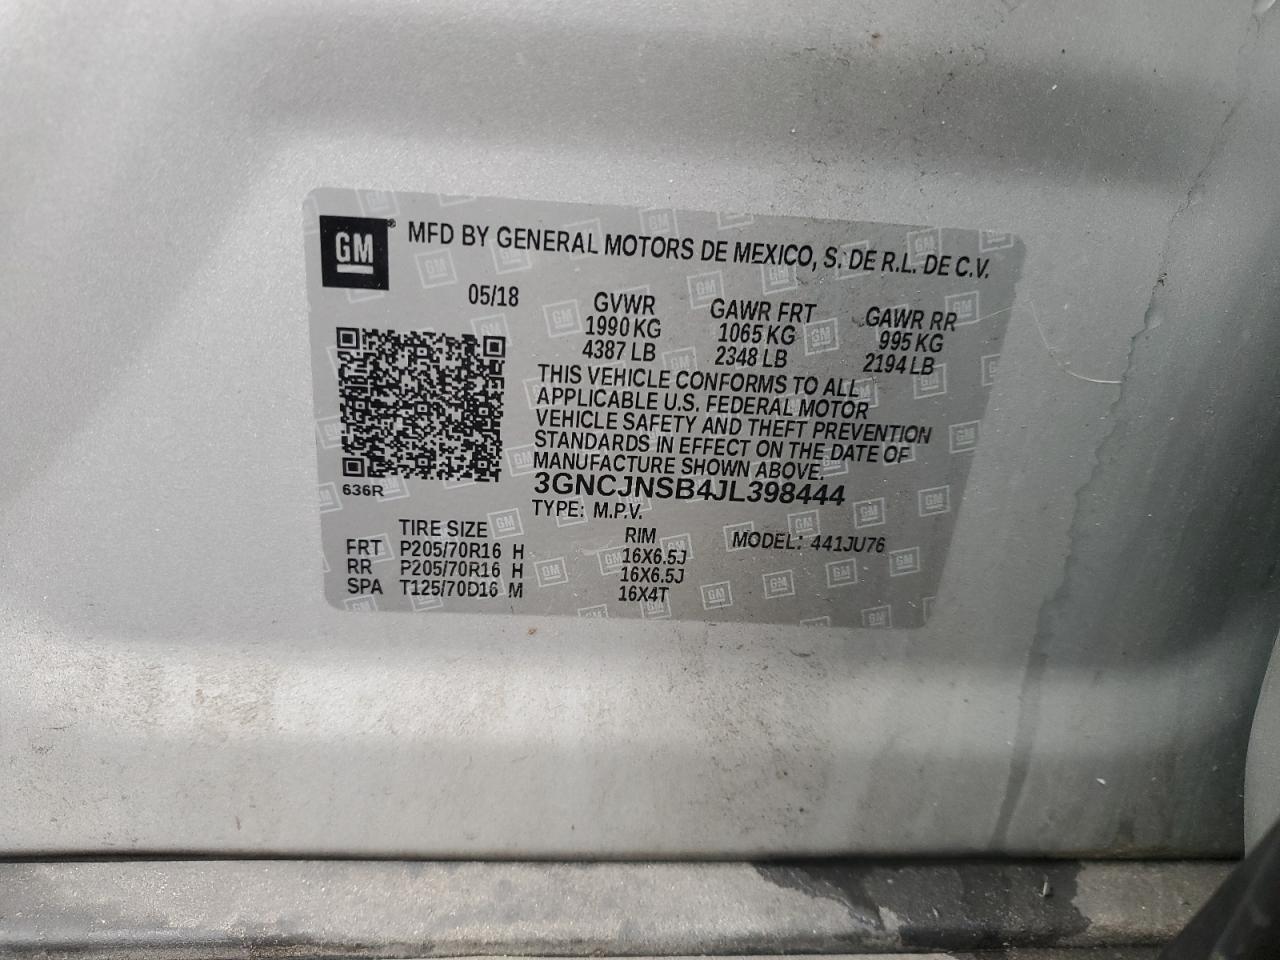 GM® MFD BY GENERAL MOTORS DE MEXICO, S. DE R.L. DE C.V.
05/18 GVWR GAWR FRT GAWR RR
1990 KG 1065 KG 995 KG
4387 LB 2348 LB 2194 LB
THIS VEHICLE CONFORMS TO ALL
APPLICABLE U.S. FEDERAL MOTOR
VEHICLE SAFETY AND THEFT PREVENTION
STANDARDS IN EFFECT ON THE DATE OF
MANUFACTURE SHOWN ABOVE.
636R
3GNCJNSB4JL398444
TYPE: M.P.V.
TIRE SIZE RIM MODEL: 441JU76
FRT P205/70R16 H 16X6.5J
RR P205/70R16 H 16X6.5J
SPA T125/70D16 M 16X4T